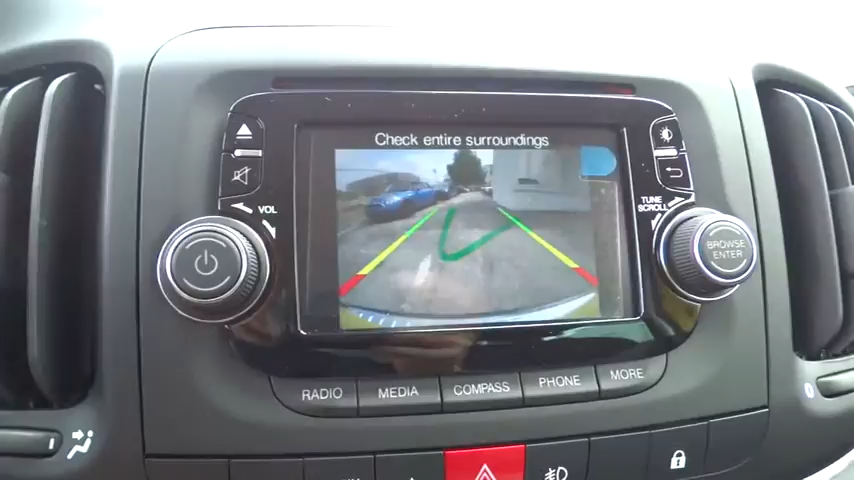 Check entire surroundings
VOL
TUNE
SCROLL
BROWSE
ENTER
RADIO
MEDIA
COMPASS
PHONE
MORE